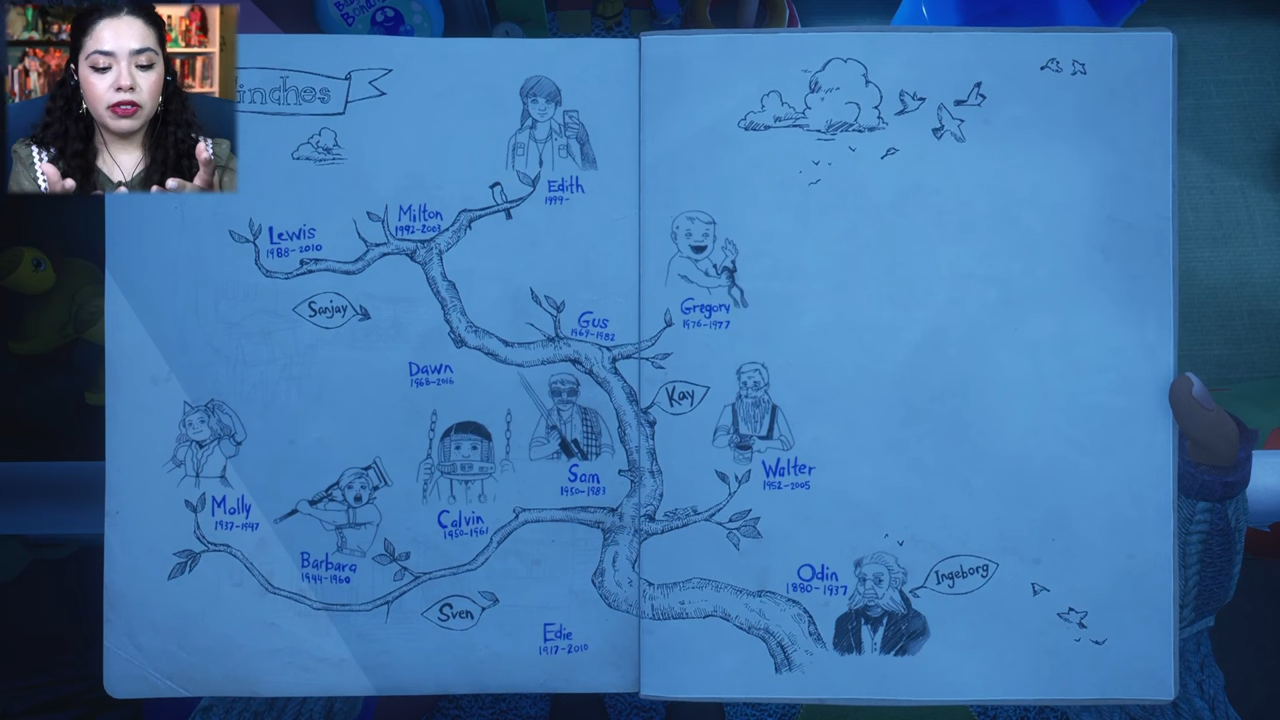 inches
Edith
1999-
Milton
1992-2003
Lewis
1988-2010
Sanjay
Gregory
1976-1977
Gus
1969-1982
Dawn
1968-2016
Kay
Sam
1950-1983
Walter
1952-2005
Calvin
1950-1961
Molly
1937-1947
Barbara
1944-1960
Odin
1880-1937
Ingeborg
Sven
Edie
1917-2010